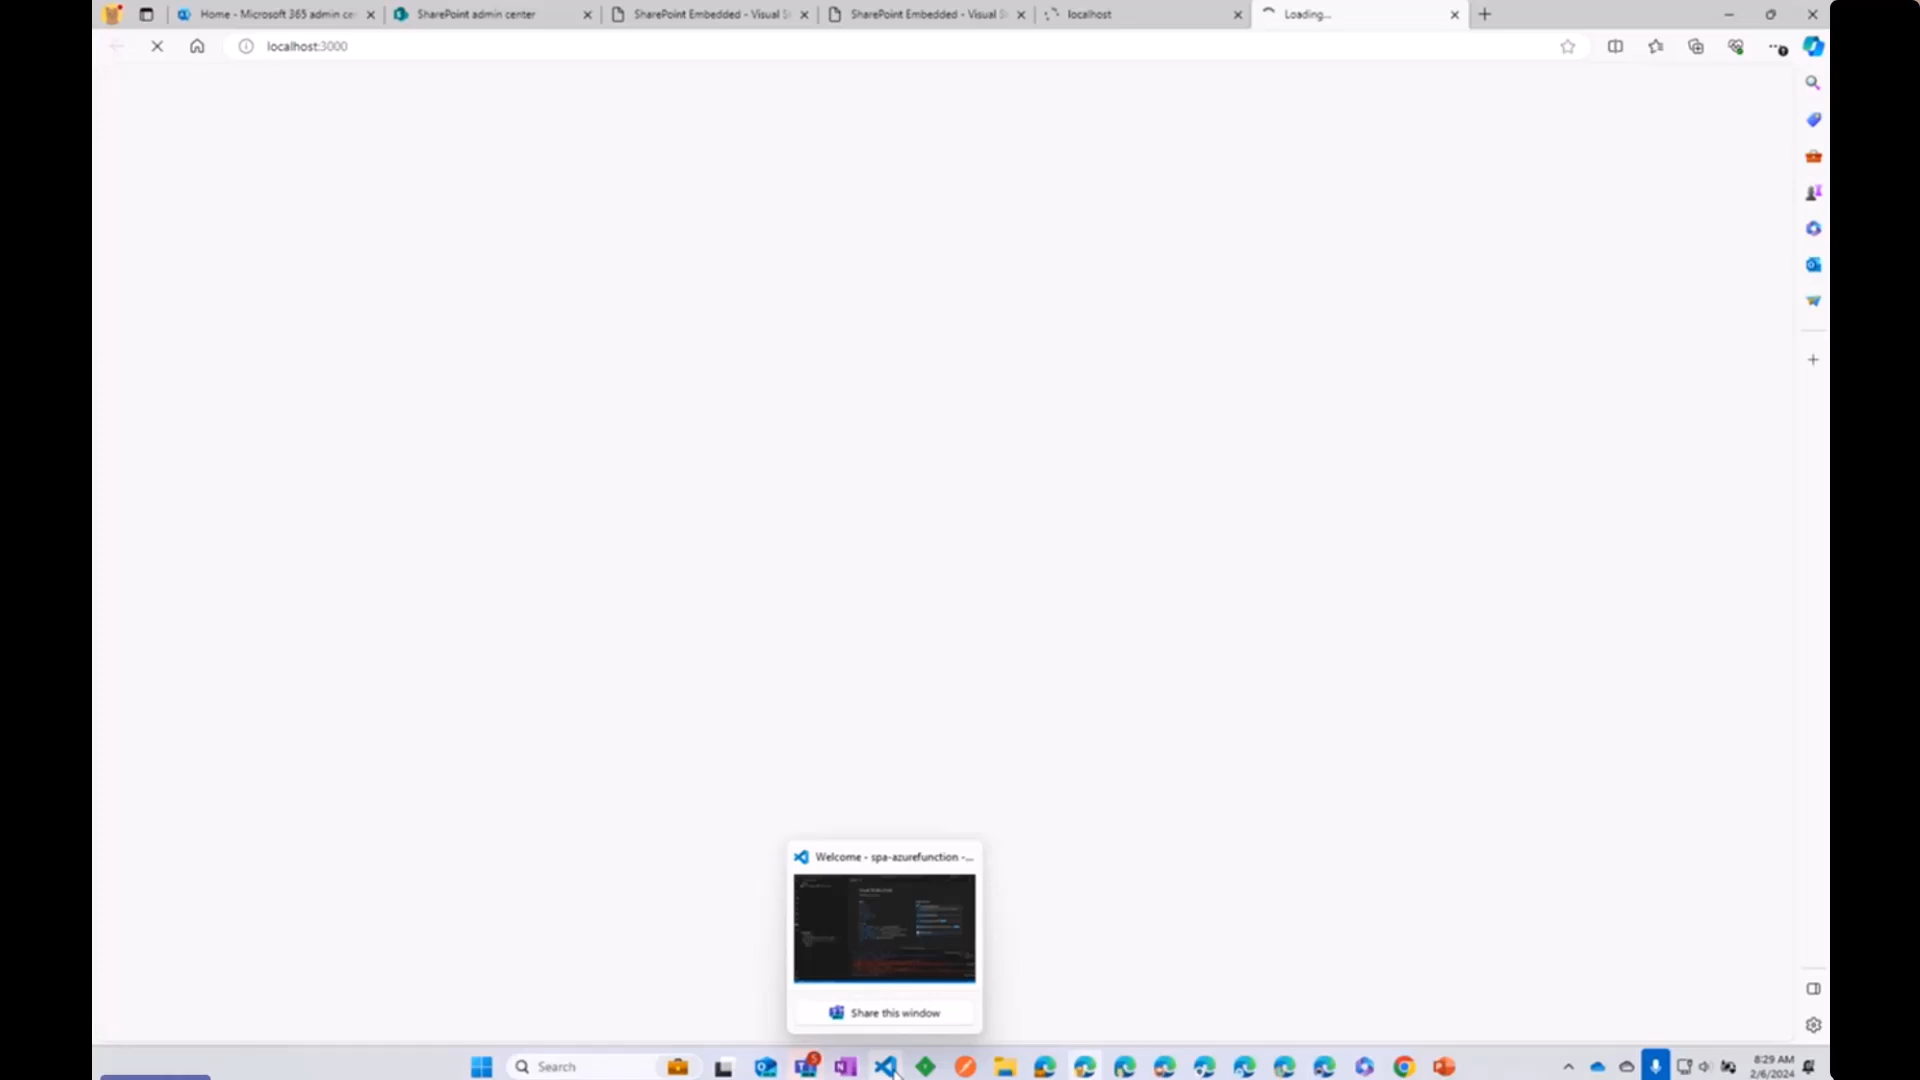 Home - Microsoft 365 admin ce
SharePoint admin center
SharePoint Embedded - Visual S
SharePoint Embedded - Visual S
localhost
Loading...
localhost:3000
Welcome - spa-azurefunction -...
Share this window
Search
5
8:29 AM
2/6/2024